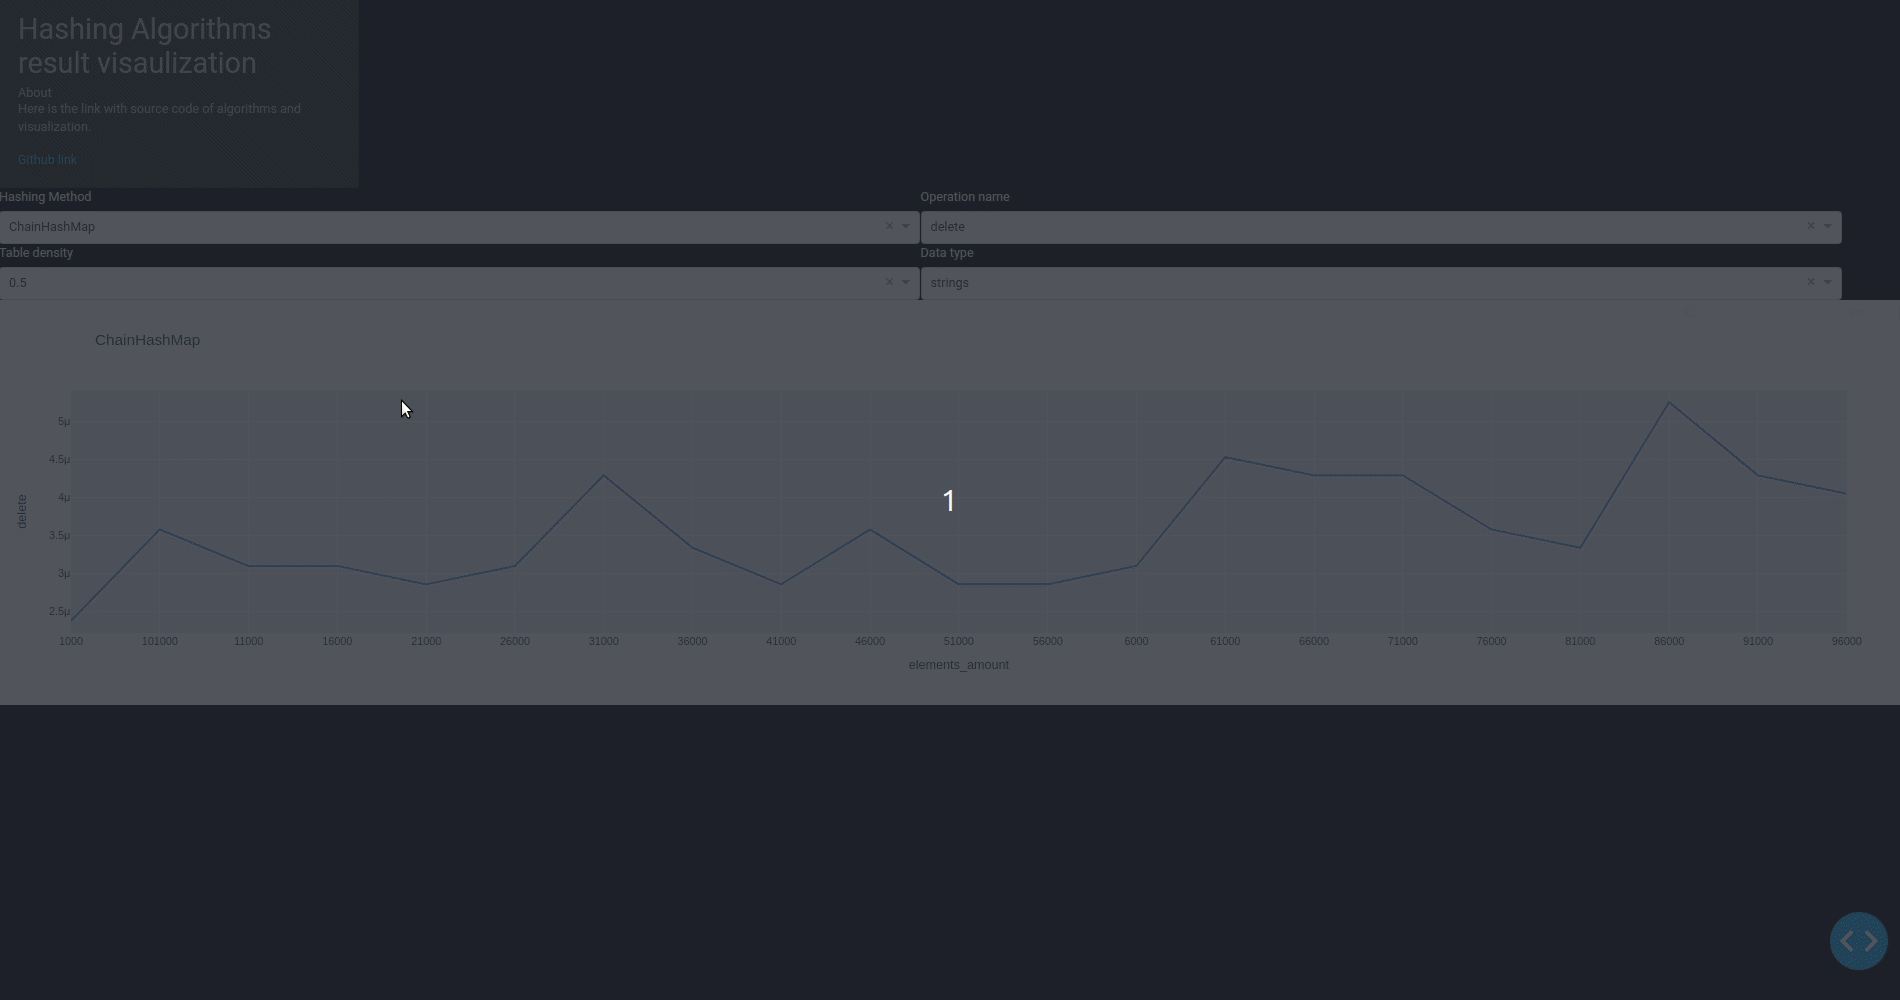 Hashing Algorithms
result visaulization
About
Here is the link with source code of algorithms and
visualization.
Github link
Hashing Method
Operation name
ChainHashMap
delete
Table density
Data type
0.5
strings
ChainHashMap
5µ
4.5µ
4µ
3.5µ
3µ
2.5µ
delete
1
1000 101000 11000 16000 21000 26000 31000 36000 41000 46000 51000 56000 6000 61000 66000 71000 76000 81000 86000 91000 96000
elements_amount